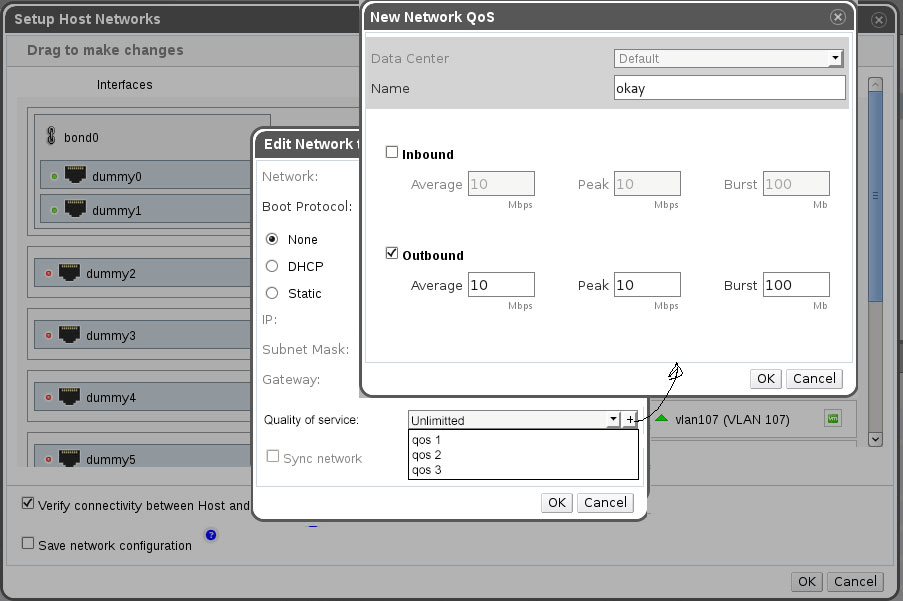 Setup Host Networks
Drag to make changes
Interfaces
bond0
dummy0
dummy1
dummy2
dummy3
dummy4
dummy5
Verify connectivity between Host and
Save network configuration
?
OK
Cancel
vlan107 (VLAN 107)
vm
Edit Network
Network:
Boot Protocol:
None
DHCP
Static
IP:
Subnet Mask:
Gateway:
Quality of service:
Unlimitted
+
qos 1
qos 2
qos 3
Sync network
OK
Cancel
New Network QoS
Data Center
Default
Name
okay
Inbound
Average 10 Peak 10 Burst 100
Mbps Mbps Mb
Outbound
Average 10 Peak 10 Burst 100
Mbps Mbps Mb
OK
Cancel